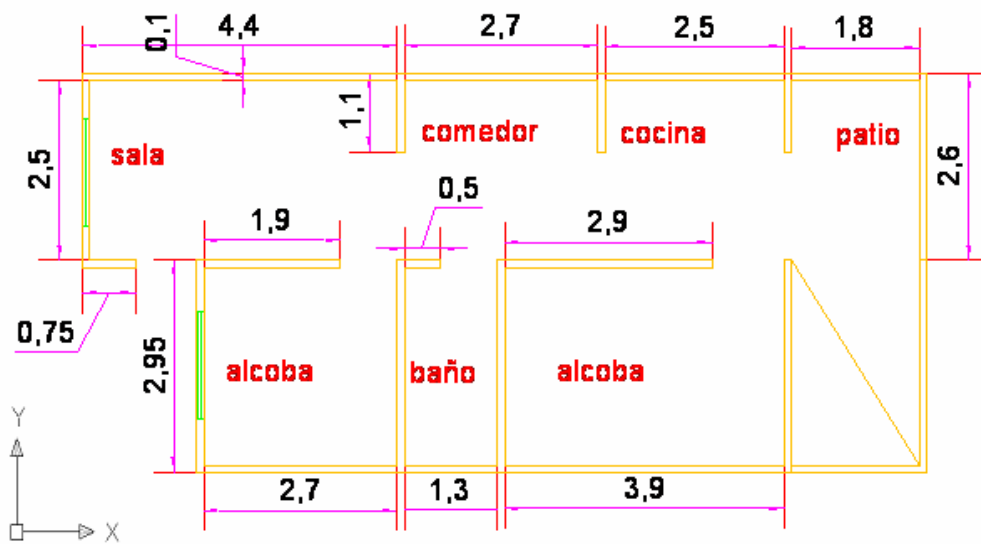 4,4
2,7
2,5
1,8
0,1
1,1
2,5
sala
comedor
cocina
patio
2,6
0,5
1,9
2,9
0,75
2,95
alcoba
baño
alcoba
Y
X
2,7
1,3
3,9